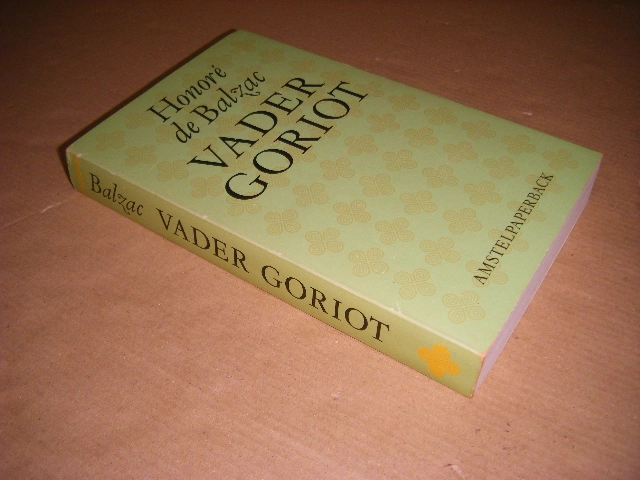 Honoré
de Balzac
VADER
GORIOT
AMSTELPAPERBACK
Balzac VADER GORIOT